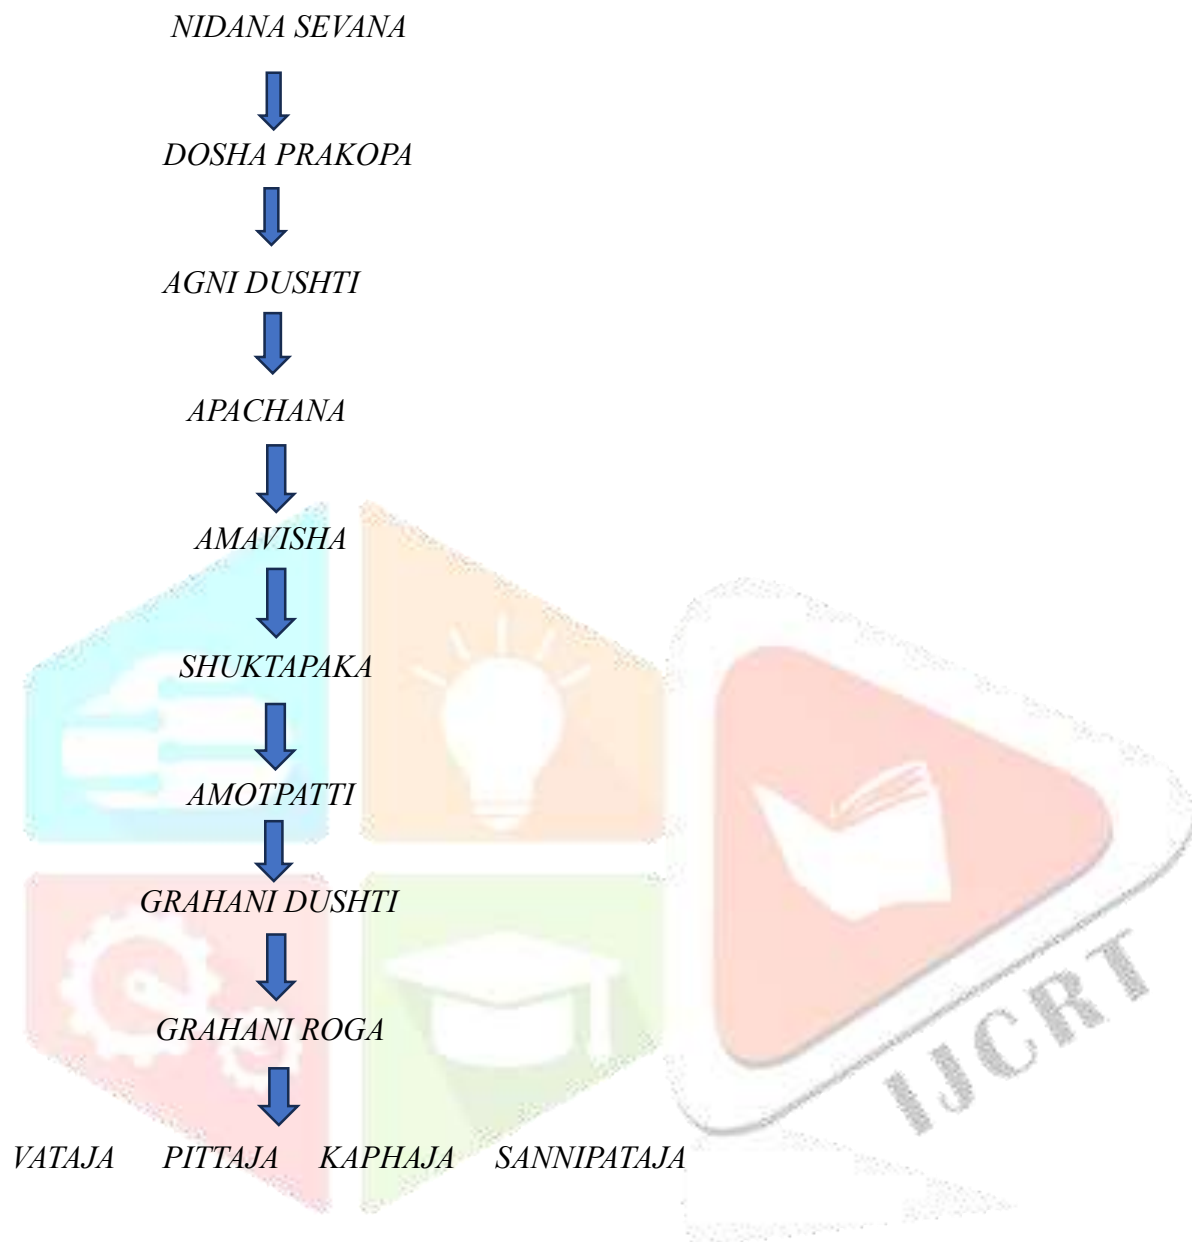 NIDANA SEVANA
DOSHA PRAKOPA
AGNI DUSHTI
APACHANA
AMAVISHA
SHUKTAPAKA
AMOTPATTI
GRAHANI DUSHTI
GRAHANI ROGA
VATAJA PITTAJA KAPHAJA SANNIPATAJA
IJCRT